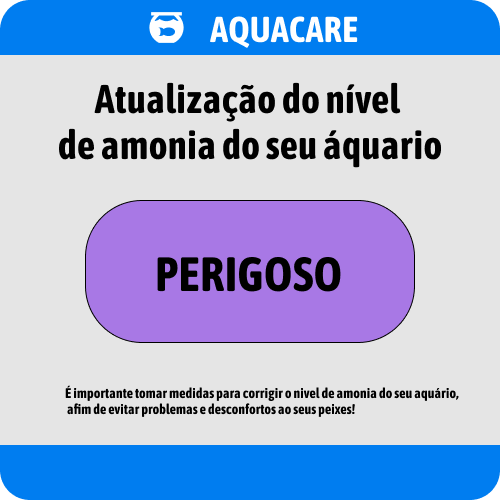 AQUACARE
Atualização do nível
de amonia do seu áquario
PERIGOSO
É importante tomar medidas para corrigir o nivel de amonia do seu aquário,
afim de evitar problemas e desconfortos ao seus peixes!